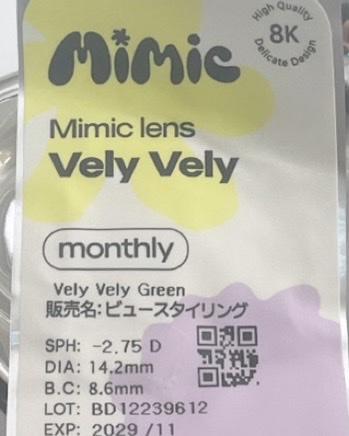 Mimic
High Quality
8K
Delicate Design
Mimic lens
Vely Vely
monthly
Vely Vely Green
販売名:ビュースタイリング
SPH: -2.75 D
DIA: 14.2mm
B.C: 8.6mm
LOT: BD12239612
EXP: 2029 /11